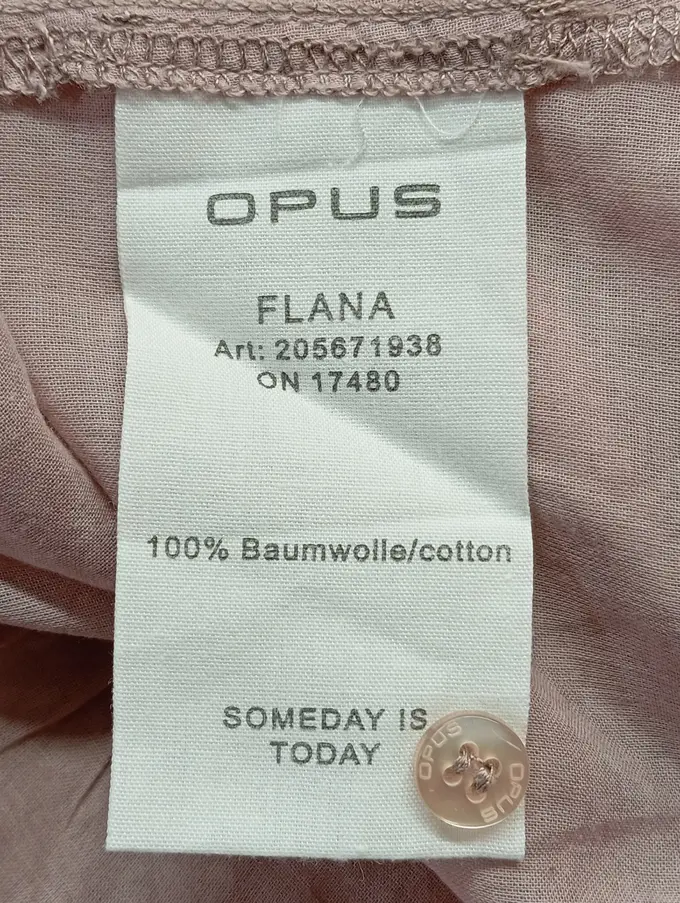 OPUS
FLANA
Art: 205671938
ON 17480
100% Baumwolle/cotton
SOMEDAY IS
TODAY
OPUS
OPUS